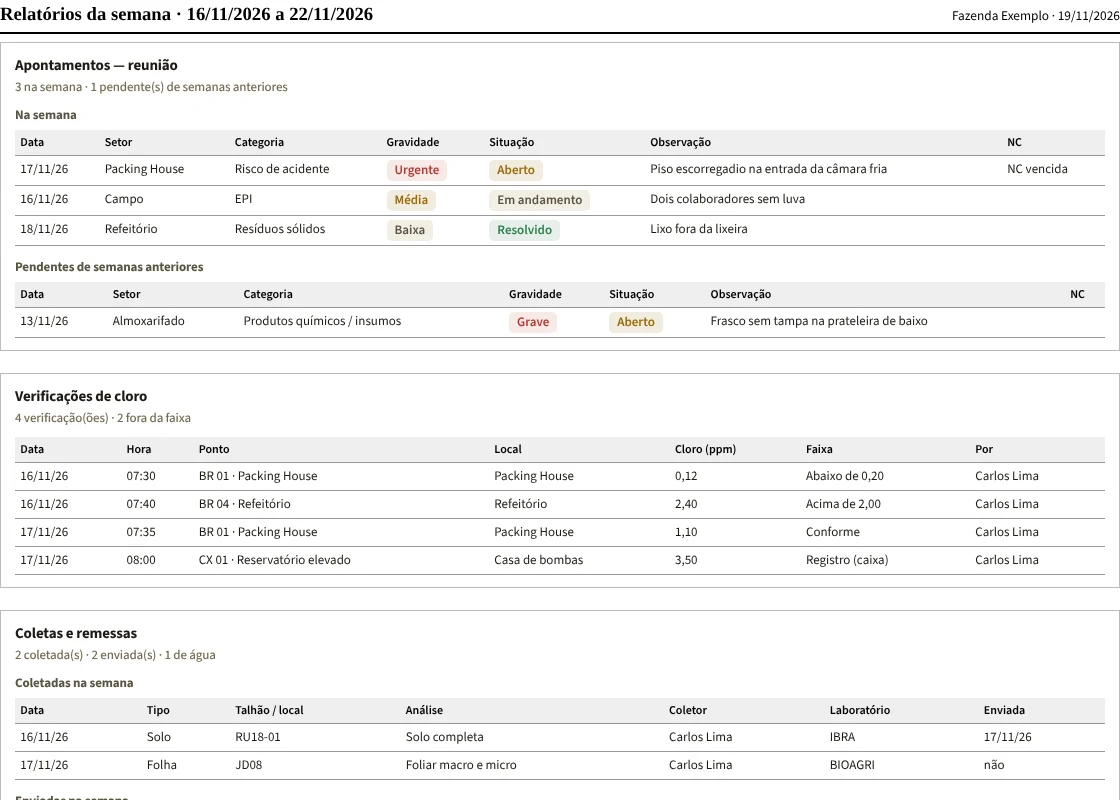 Relatórios da semana · 16/11/2026 a 22/11/2026
Fazenda Exemplo · 19/11/2026
Apontamentos — reunião
3 na semana · 1 pendente(s) de semanas anteriores
Na semana
Data Setor Categoria Gravidade Situação Observação NC
17/11/26 Packing House Risco de acidente Urgente Aberto Piso escorregadio na entrada da câmara fria NC vencida
16/11/26 Campo EPI Média Em andamento Dois colaboradores sem luva
18/11/26 Refeitório Resíduos sólidos Baixa Resolvido Lixo fora da lixeira
Pendentes de semanas anteriores
Data Setor Categoria Gravidade Situação Observação NC
13/11/26 Almoxarifado Produtos químicos / insumos Grave Aberto Frasco sem tampa na prateleira de baixo
Verificações de cloro
4 verificação(ões) · 2 fora da faixa
Data Hora Ponto Local Cloro (ppm) Faixa Por
16/11/26 07:30 BR 01 · Packing House Packing House 0,12 Abaixo de 0,20 Carlos Lima
16/11/26 07:40 BR 04 · Refeitório Refeitório 2,40 Acima de 2,00 Carlos Lima
17/11/26 07:35 BR 01 · Packing House Packing House 1,10 Conforme Carlos Lima
17/11/26 08:00 CX 01 · Reservatório elevado Casa de bombas 3,50 Registro (caixa) Carlos Lima
Coletas e remessas
2 coletada(s) · 2 enviada(s) · 1 de água
Coletadas na semana
Data Tipo Talhão / local Análise Coletor Laboratório Enviada
16/11/26 Solo RU18-01 Solo completa Carlos Lima IBRA 17/11/26
17/11/26 Folha JD08 Foliar macro e micro Carlos Lima BIOAGRI não
Enviadas na semana